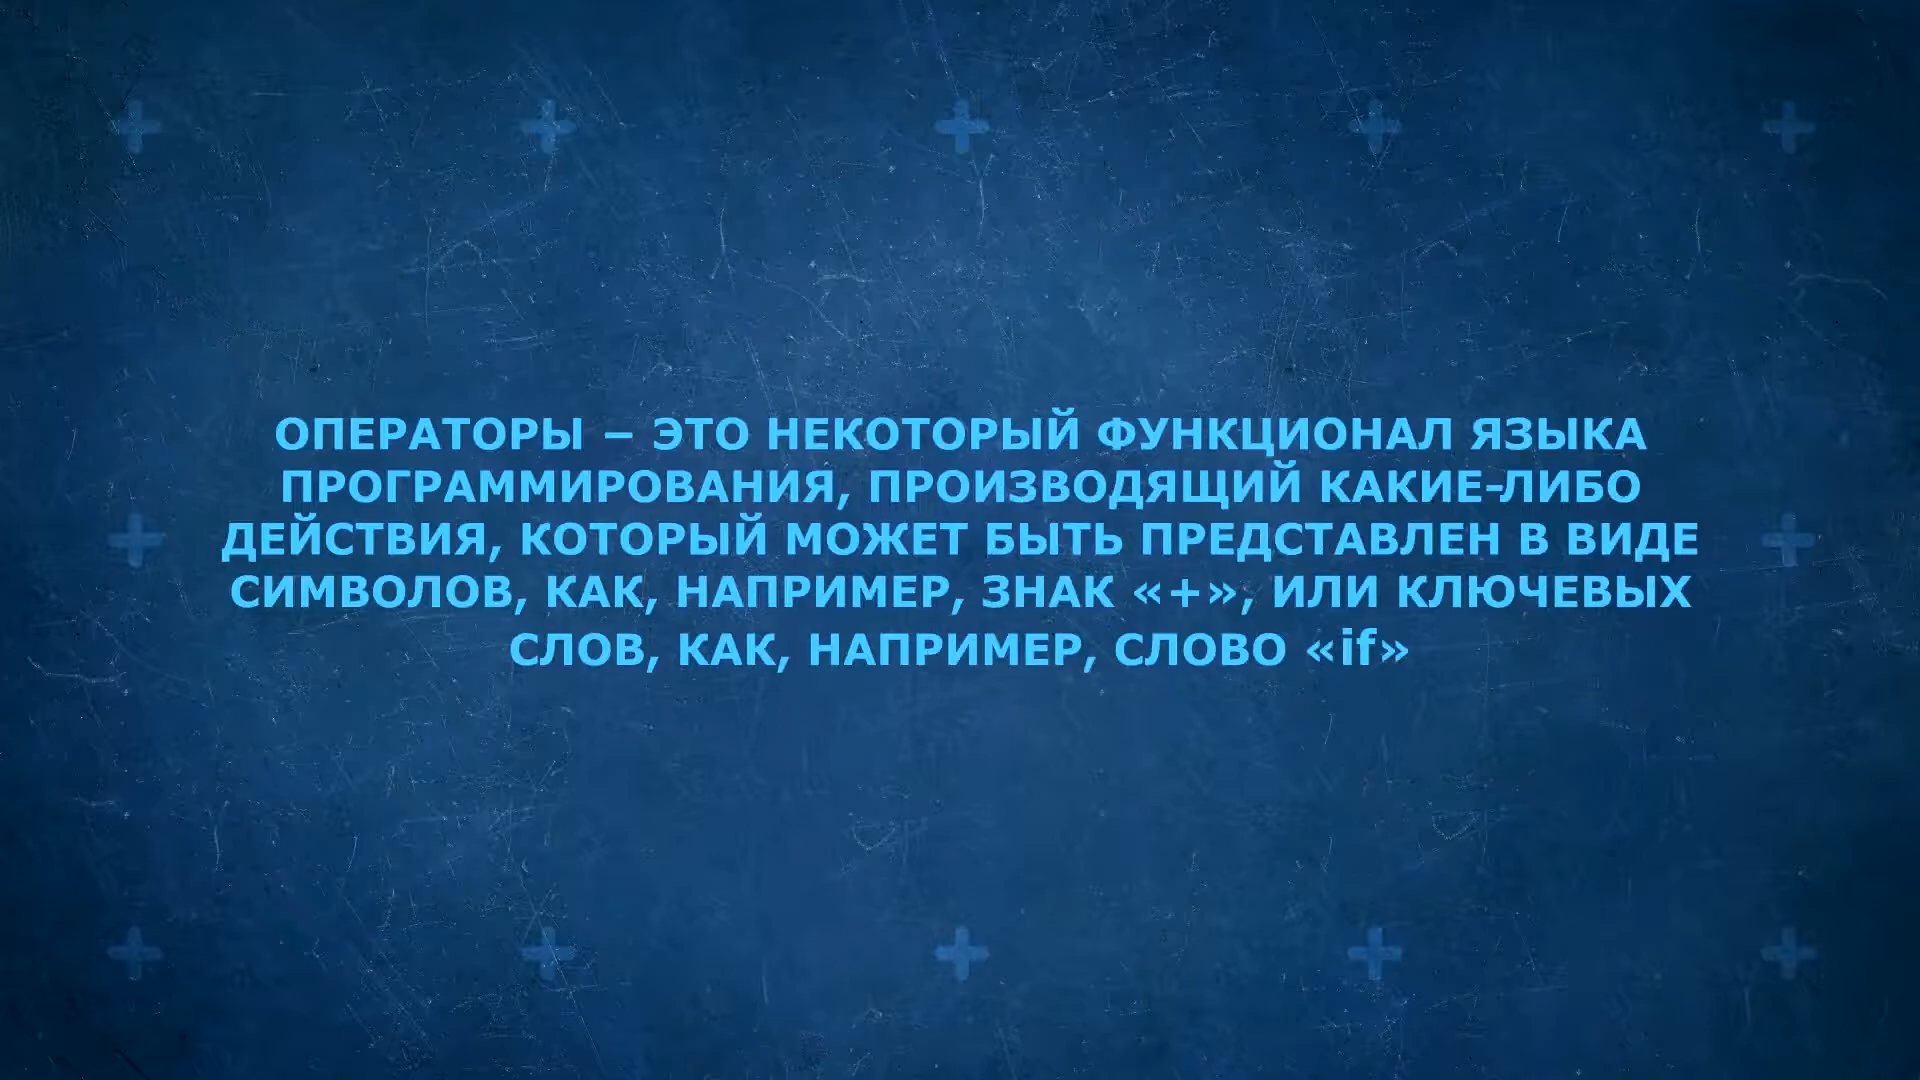 ОПЕРАТОРЫ – ЭТО НЕКОТОРЫЙ ФУНКЦИОНАЛ ЯЗЫКА
ПРОГРАММИРОВАНИЯ, ПРОИЗВОДЯЩИЙ КАКИЕ-ЛИБО
ДЕЙСТВИЯ, КОТОРЫЙ МОЖЕТ БЫТЬ ПРЕДСТАВЛЕН В ВИДЕ
СИМВОЛОВ, КАК, НАПРИМЕР, ЗНАК «+», ИЛИ КЛЮЧЕВЫХ
СЛОВ, КАК, НАПРИМЕР, СЛОВО «if»